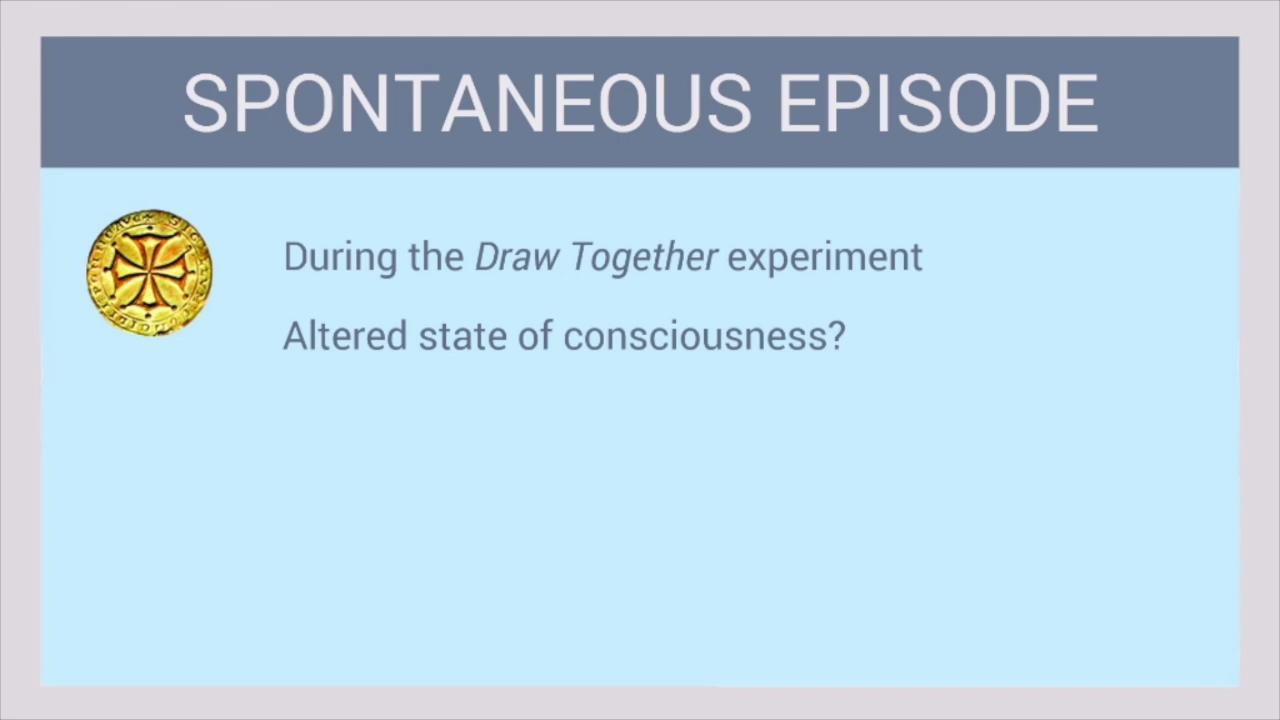 SPONTANEOUS EPISODE
During the Draw Together experiment
Altered state of consciousness?